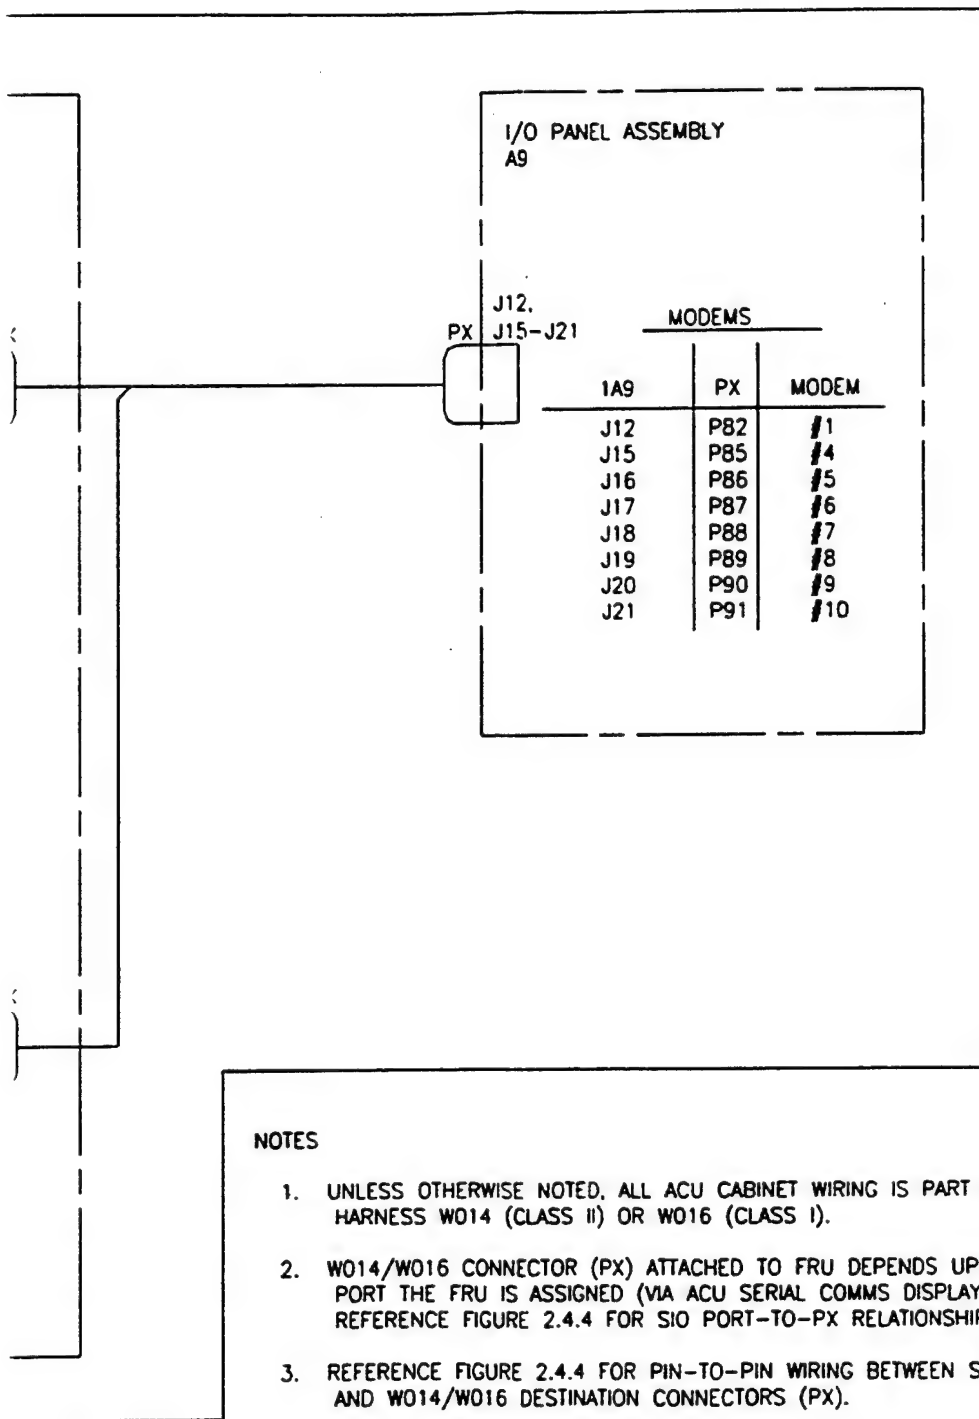 I/O PANEL ASSEMBLY
A9
J12,
PX J15-J21
MODEMS
1A9 PX MODEM
J12 P82 #1
J15 P85 #4
J16 P86 #5
J17 P87 #6
J18 P88 #7
J19 P89 #8
J20 P90 #9
J21 P91 #10
NOTES
1. UNLESS OTHERWISE NOTED, ALL ACU CABINET WIRING IS PART
HARNESS W014 (CLASS II) OR W016 (CLASS I).
2. W014/W016 CONNECTOR (PX) ATTACHED TO FRU DEPENDS UP
PORT THE FRU IS ASSIGNED (VIA ACU SERIAL COMMS DISPLAY
REFERENCE FIGURE 2.4.4 FOR SIO PORT-TO-PX RELATIONSHIP
3. REFERENCE FIGURE 2.4.4 FOR PIN-TO-PIN WIRING BETWEEN S
AND W014/W016 DESTINATION CONNECTORS (PX).